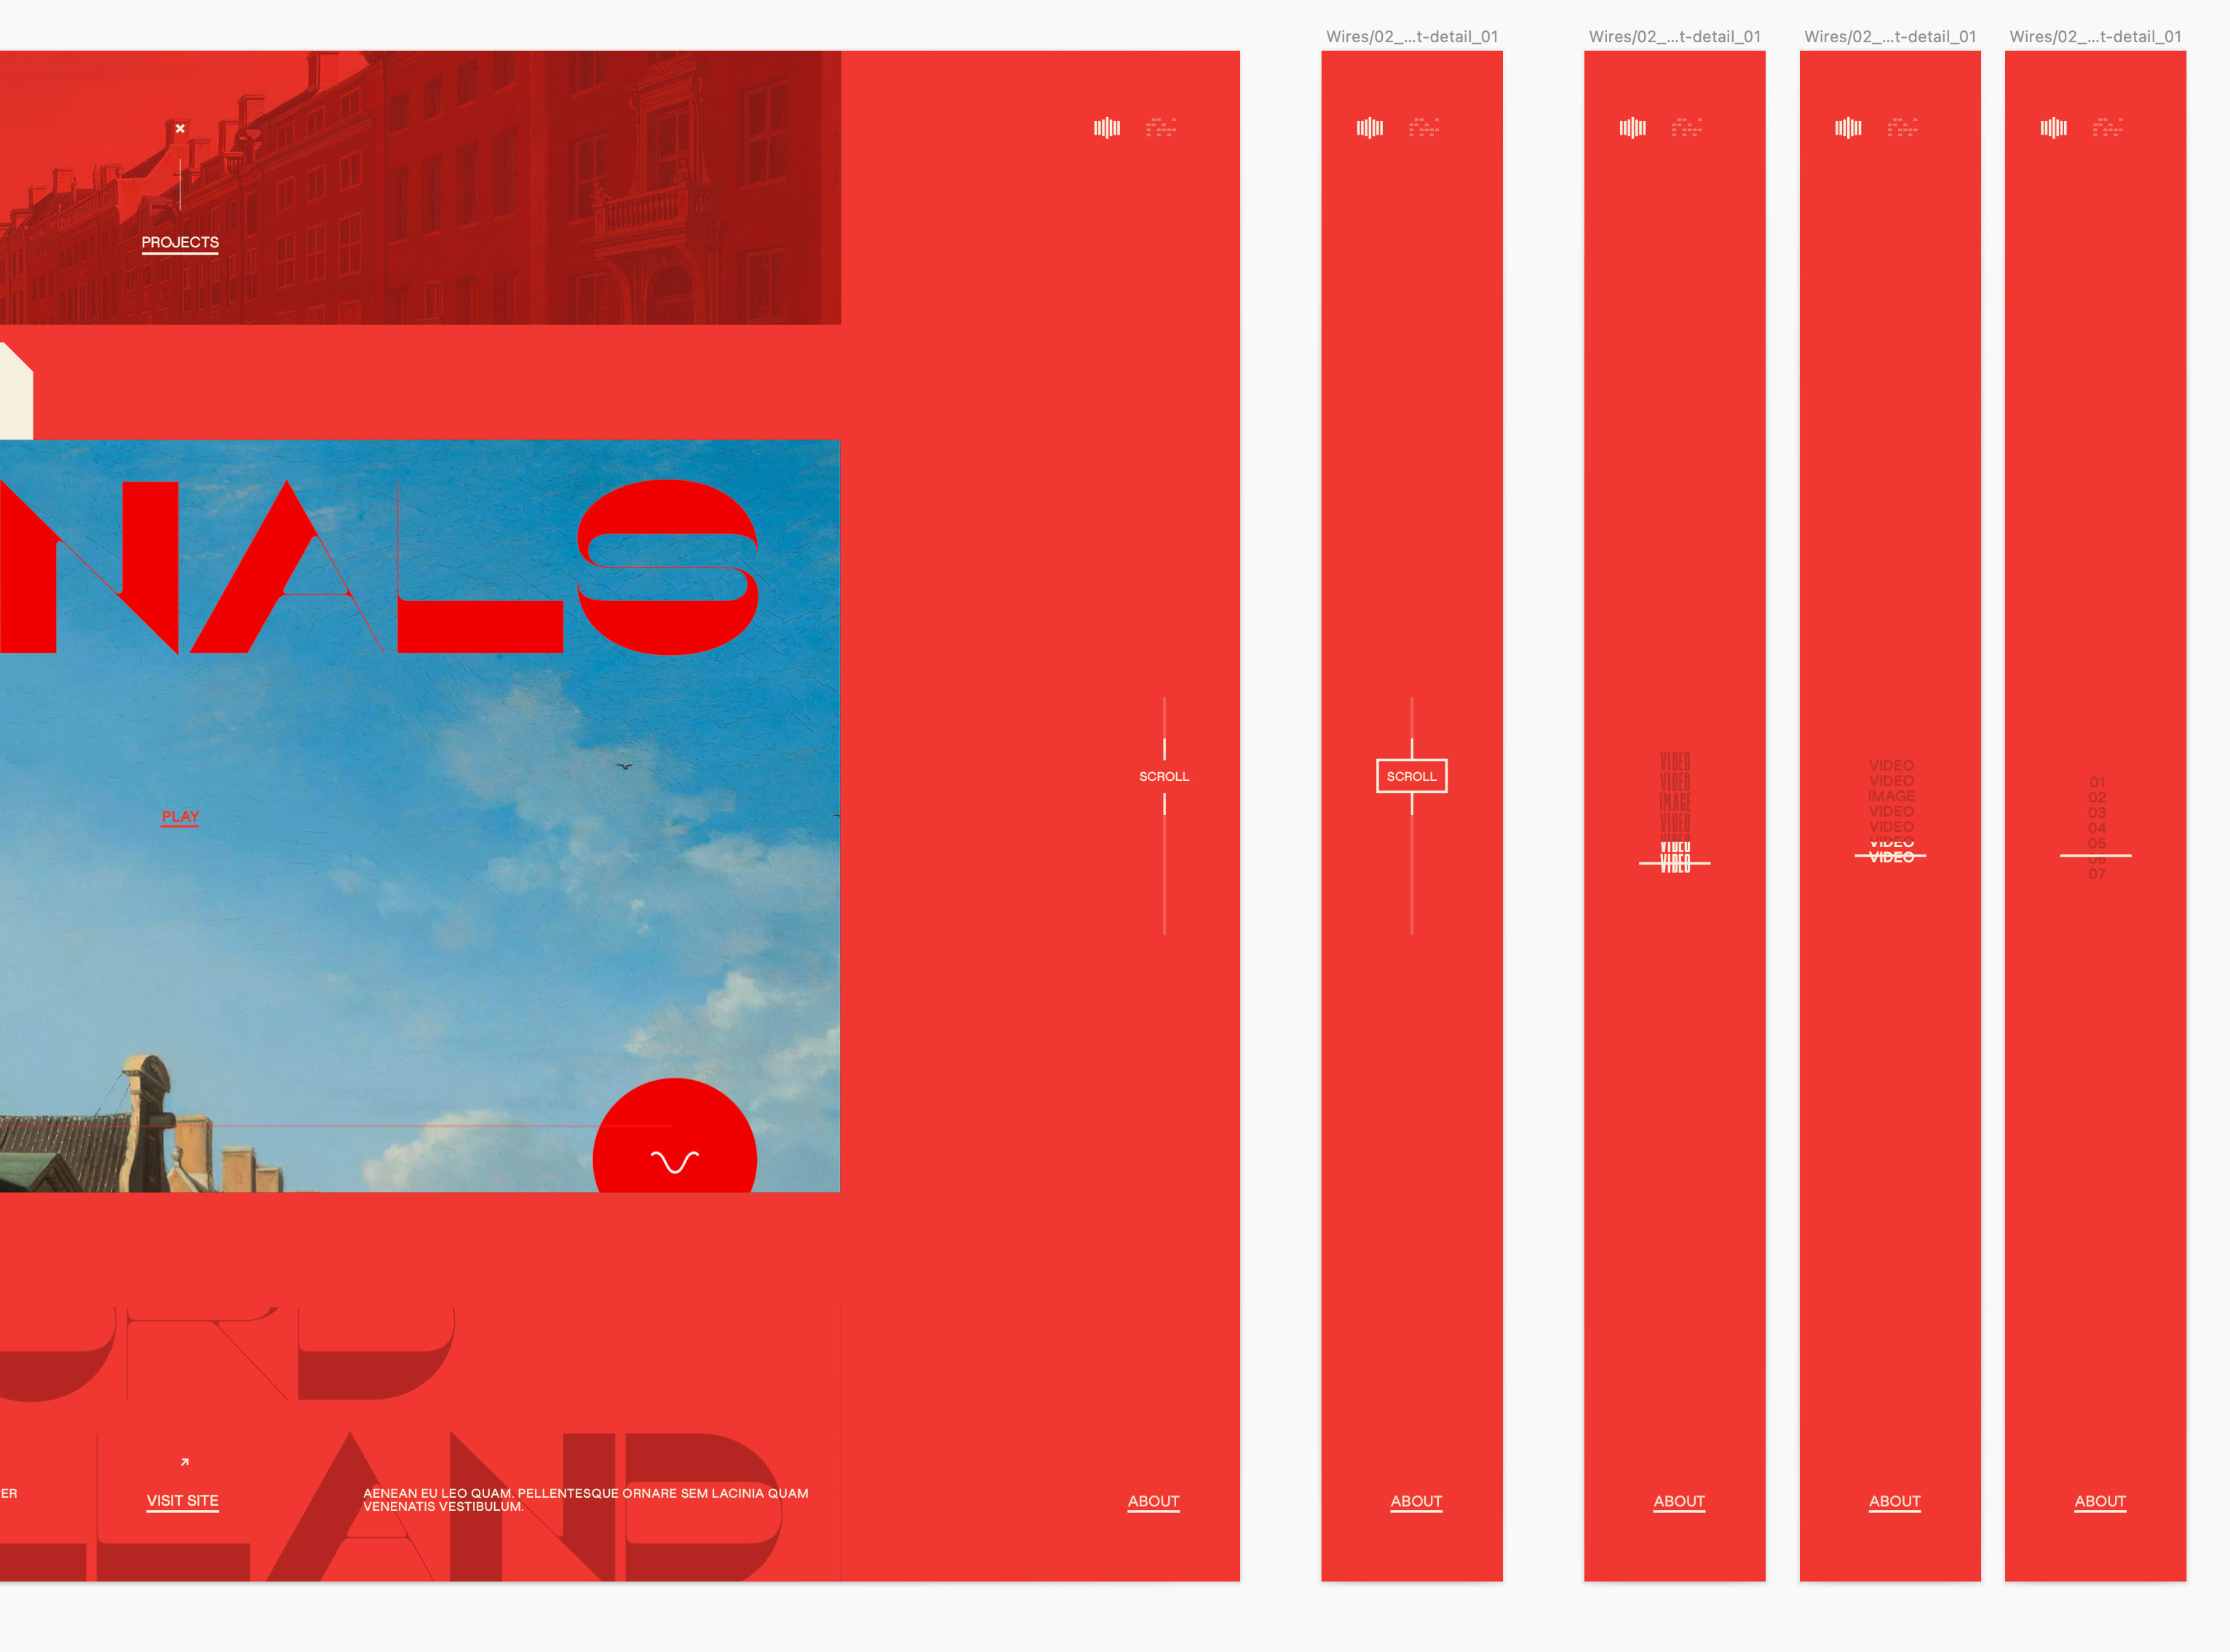 Wires/02_...t-detail_01
Wires/02_...t-detail_01
Wires/02_...t-detail_01
Wires/02_...t-detail_01
PROJECTS
NALS
PLAY
SCROLL
SCROLL
VIDEO
VIDEO
IMAGE
VIDEO
VIDEO
VIDEO
VIDEO
VIDEO
IMAGE
VIDEO
VIDEO
VIDEO
VIDEO
01
02
03
04
05
06
07
URD
LAND
ER
VISIT SITE
AENEAN EU LEO QUAM. PELLENTESQUE ORNARE SEM LACINIA QUAM
VENENATIS VESTIBULUM.
ABOUT
ABOUT
ABOUT
ABOUT
ABOUT